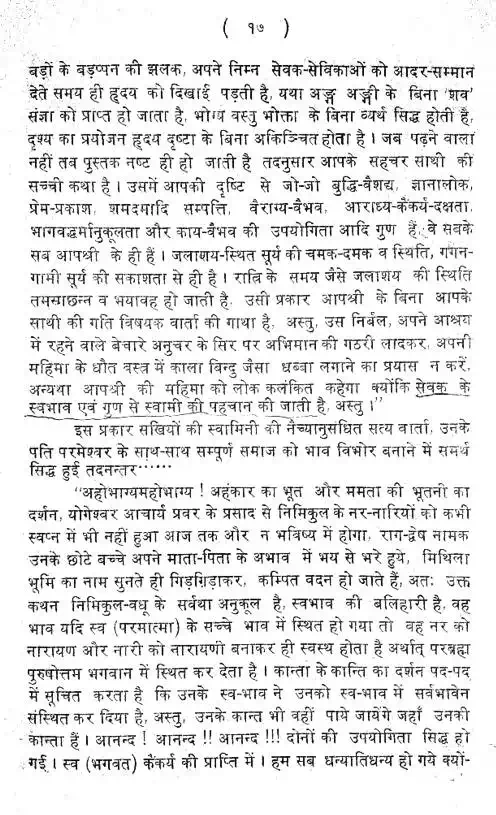 ( १७ )
बड़ों के बड़प्पन की झलक, अपने निम्न सेवक-सेविकाओं को आदर-सम्मान
देते समय ही हृदय को दिखाई पड़ती है, यथा अङ्ग अङ्गी के बिना 'शव'
संज्ञा को प्राप्त हो जाता है, भोग्य वस्तु भोक्ता के बिना व्यर्थ सिद्ध होती है,
दृश्य का प्रयोजन हृदय दृष्टा के बिना अकिञ्चित होता है । जब पढ़ने वाला
नहीं तब पुस्तक नष्ट ही हो जाती है तदनुसार आपके सहचर साथी की
सच्ची कथा है । उसमें आपकी दृष्टि से जो-जो बुद्धि-वैशद्य, ज्ञानालोक,
प्रेम-प्रकाश, शमदमादि सम्पत्ति, वैराग्य-वैभव, आराध्य-कैंकर्य-दक्षता,
भागवद्धर्मानुकूलता और काय-वैभव की उपयोगिता आदि गुण हैं, वे सबके
सब आपश्री के ही हैं । जलाशय-स्थित सूर्य की चमक-दमक व स्थिति, गगन-
गामी सूर्य की सकाशता से ही है । रात्रि के समय जैसे जलाशय की स्थिति
तमसाछन्न व भयावह हो जाती है, उसी प्रकार आपश्री के बिना आपके
साथी की गति विषयक वार्ता की गाथा है, अस्तु, उस निर्बल, अपने आश्रय
में रहने वाले बेचारे अनुचर के सिर पर अभिमान की गठरी लादकर, अपनी
महिमा के धौत वस्त्र में काला बिन्दु जैसा धब्बा लगाने का प्रयास न करें,
अन्यथा आपश्री की महिमा को लोक कलंकित कहेगा क्योंकि सेवक के
स्वभाव एवं गुण से स्वामी की पहचान की जाती है, अस्तु ।"
इस प्रकार सखियों की स्वामिनी की नैच्यानुसंधित सत्य वार्ता, उनके
पति परमेश्वर के साथ-साथ सम्पूर्ण समाज को भाव विभोर बनाने में समर्थ
सिद्ध हुई तदनन्तर······
"अहोभाग्यमहोभाग्य ! अहंकार का भूत और ममता की भूतनी का
दर्शन, योगेश्वर आचार्य प्रवर के प्रसाद से निमिकुल के नर-नारियों को कभी
स्वप्न में भी नहीं हुआ आज तक और न भविष्य में होगा, राग-द्वेष नामक
उनके छोटे बच्चे अपने माता-पिता के अभाव में भय से भरे हुये, मिथिला
भूमि का नाम सुनते ही गिड़गिड़ाकर, कम्पित वदन हो जाते हैं, अतः उक्त
कथन निमिकुल-वधू के सर्वथा अनुकूल है, स्वभाव की बलिहारी है, वह
भाव यदि स्व (परमात्मा) के सच्चे भाव में स्थित हो गया तो वह नर को
नारायण और नारी को नारायणी बनाकर ही स्वस्थ होता है अर्थात् परब्रह्म
पुरुषोत्तम भगवान में स्थित कर देता है । कान्ता के कान्ति का दर्शन पद-पद
में सूचित करता है कि उनके स्व-भाव ने उनको स्व-भाव में सर्वभावेन
संस्थित कर दिया है, अस्तु, उनके कान्त भी वहीं पाये जायेंगे जहाँ उनकी
कान्ता हैं । आनन्द ! आनन्द !! आनन्द !!! दोनों की उपयोगिता सिद्ध हो
गई । स्व (भगवत) कैंकर्य की प्राप्ति में । हम सब धन्यातिधन्य हो गये क्यों-